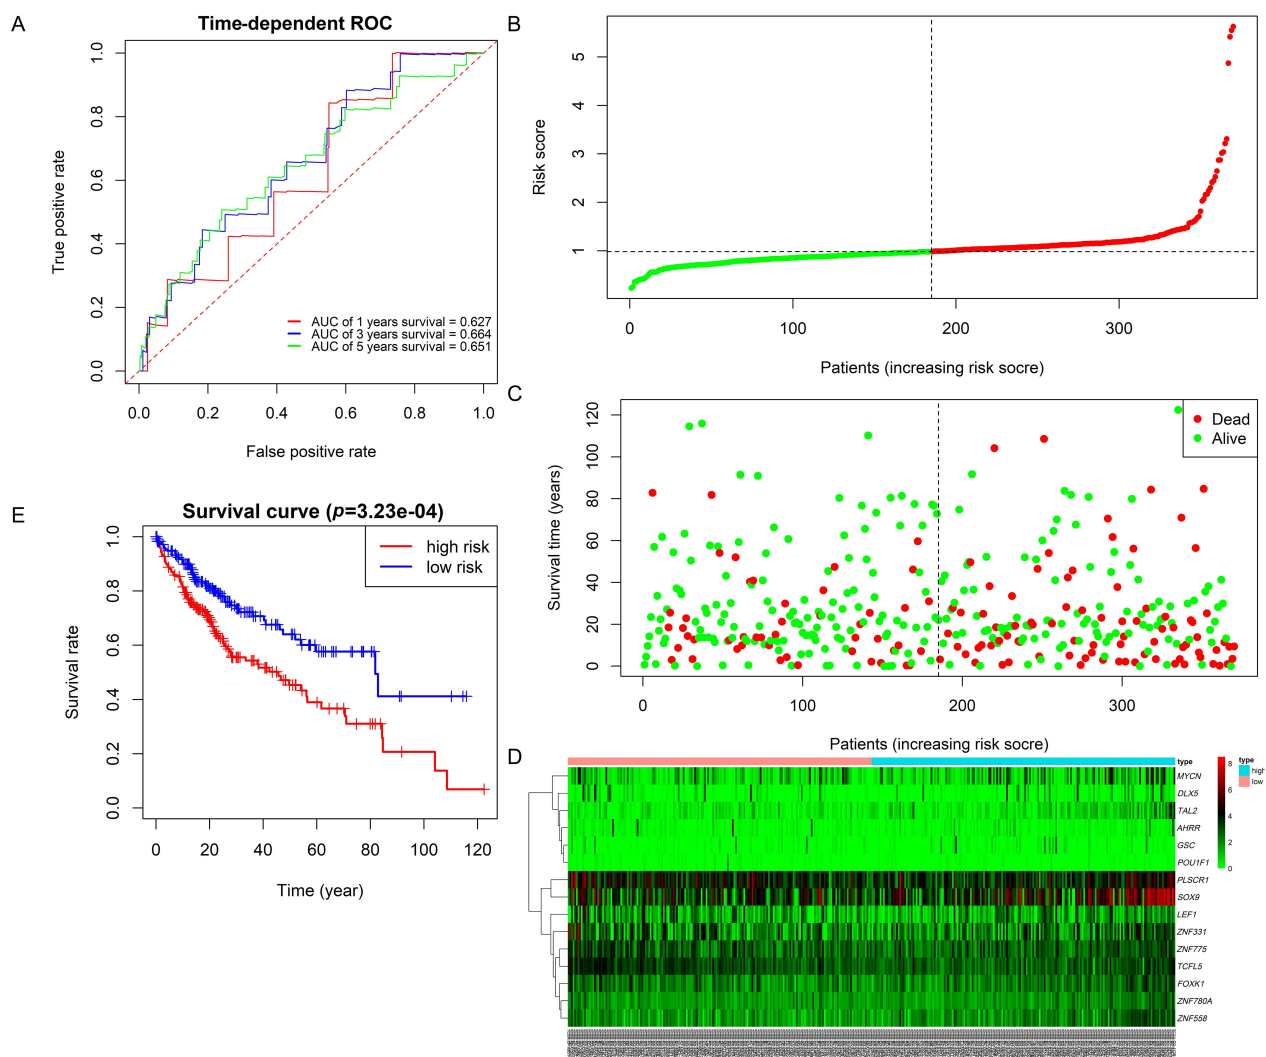 A
Time-dependent ROC
True positive rate
1.0
0.8
0.6
0.4
0.2
0.0
AUC of 1 years survival = 0.627
AUC of 3 years survival = 0.664
AUC of 5 years survival = 0.651
0.0 0.2 0.4 0.6 0.8 1.0
False positive rate
B
Risk score
5
4
3
2
1
0 100 200 300
Patients (increasing risk socre)
C
Survival time (years)
120
100
80
60
40
20
0
Dead
Alive
0 100 200 300
Patients (increasing risk socre)
E
Survival curve (p=3.23e-04)
Survival rate
1.0
0.8
0.6
0.4
0.2
0.0
high risk
low risk
0 20 40 60 80 100 120
Time (year)
D
type
MYCN
DLX5
TAL2
AHRR
GSC
POU1F1
PLSCR1
SOX9
LEF1
ZNF331
ZNF775
TCFL5
FOXK1
ZNF780A
ZNF558
8
6
4
2
0
type
high
low